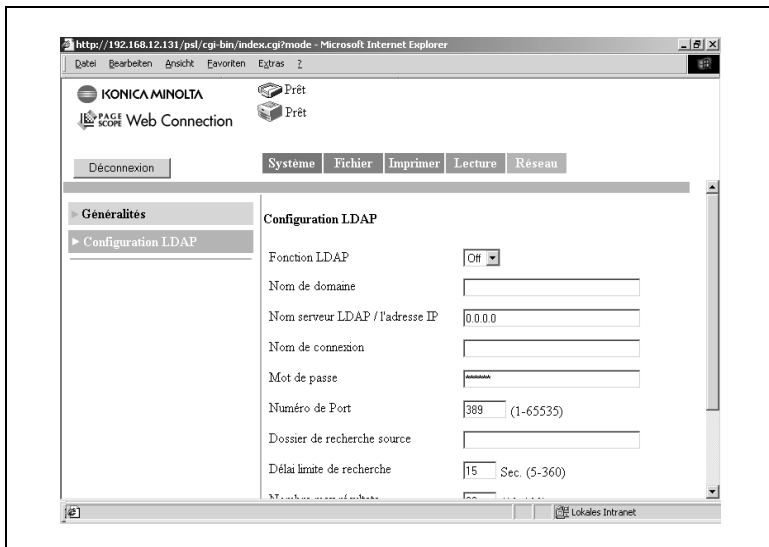 http://192.168.12.131/psl/cgi-bin/index.cgi?mode - Microsoft Internet Explorer
Datei Bearbeiten Ansicht Favoriten Extras ?
KONICA MINOLTA
PAGE SCOPE Web Connection
Prêt
Prêt
Déconnexion
Système Fichier Imprimer Lecture Réseau
Généralités
Configuration LDAP
Configuration LDAP
Fonction LDAP Off
Nom de domaine
Nom serveur LDAP / l'adresse IP 0.0.0.0
Nom de connexion
Mot de passe ******
Numéro de Port 389 (1-65535)
Dossier de recherche source
Délai limite de recherche 15 Sec. (5-360)
Lokales Intranet